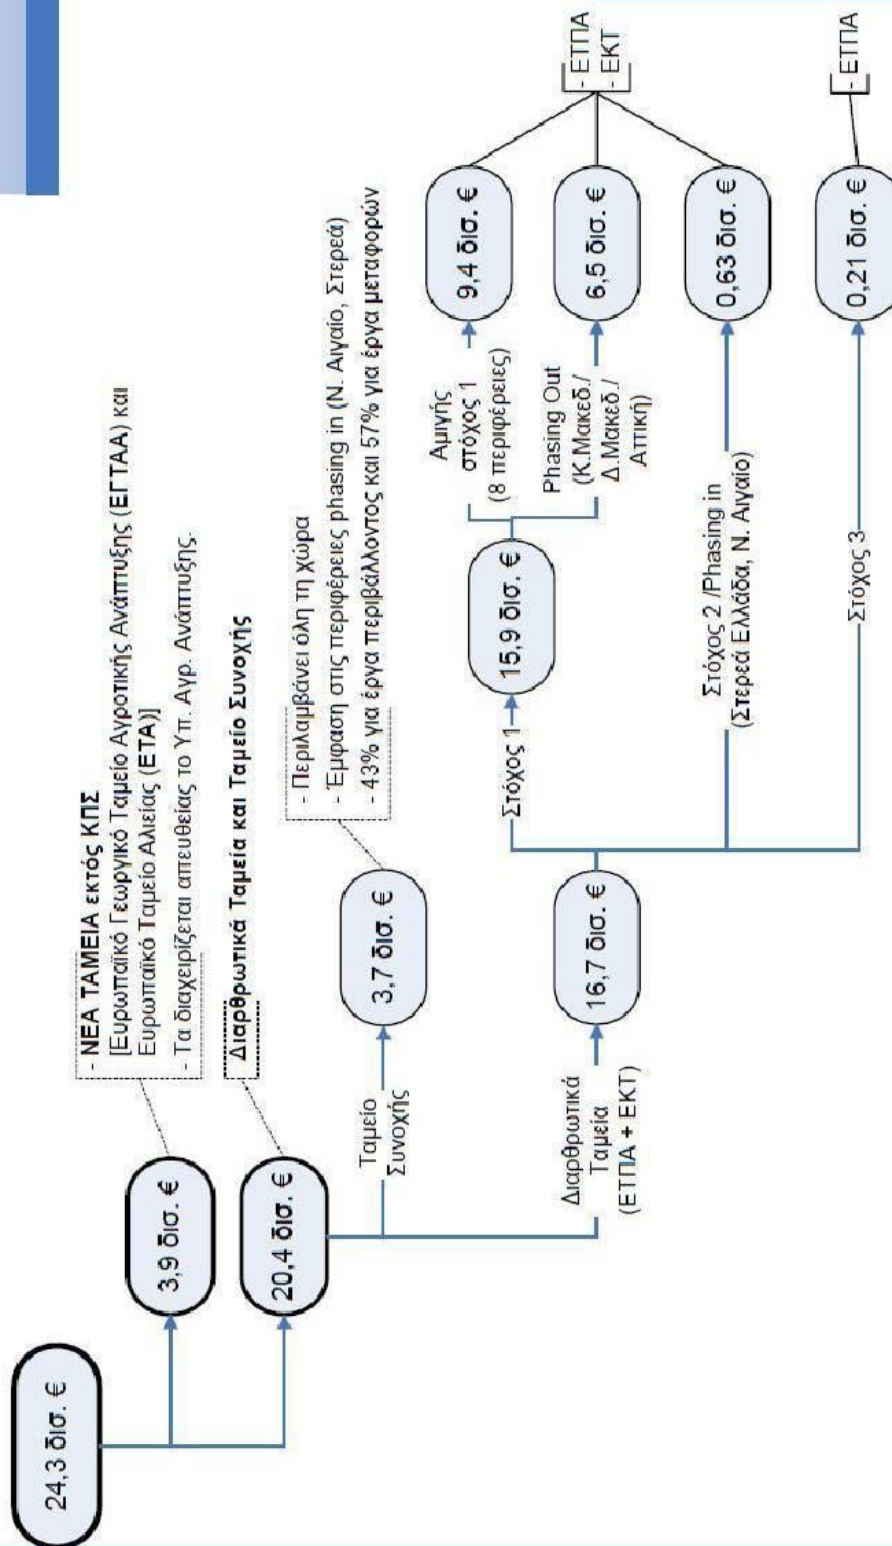 24,3 δισ. €
3,9 δισ. €
- ΝΕΑ ΤΑΜΕΙΑ εκτός ΚΠΣ
[Ευρωπαϊκό Γεωργικό Ταμείο Αγροτικής Ανάπτυξης (ΕΓΤΑΑ) και
Ευρωπαϊκό Ταμείο Αλιείας (ΕΤΑ)]
- Τα διαχειρίζεται απευθείας το Υπ. Αγρ. Ανάπτυξης.
20,4 δισ. €
Διαρθρωτικά Ταμεία και Ταμείο Συνοχής
Ταμείο
Συνοχής
3,7 δισ. €
- Περιλαμβάνει όλη τη χώρα
- Έμφαση στις περιφέρειες phasing in (Ν. Αιγαίο, Στερεά)
- 43% για έργα περιβάλλοντος και 57% για έργα μεταφορών
Διαρθρωτικά
Ταμεία
(ΕΤΠΑ + ΕΚΤ)
16,7 δισ. €
Στόχος 1
15,9 δισ. €
Αμιγής
στόχος 1
(8 περιφέρειες)
9,4 δισ. €
Phasing Out
(Κ.Μακεδ./
Δ.Μακεδ./
Αττική)
6,5 δισ. €
Στόχος 2 /Phasing in
(Στερεά Ελλάδα, Ν. Αιγαίο)
0,63 δισ. €
- ΕΤΠΑ
- ΕΚΤ
Στόχος 3
0,21 δισ. €
- ΕΤΠΑ